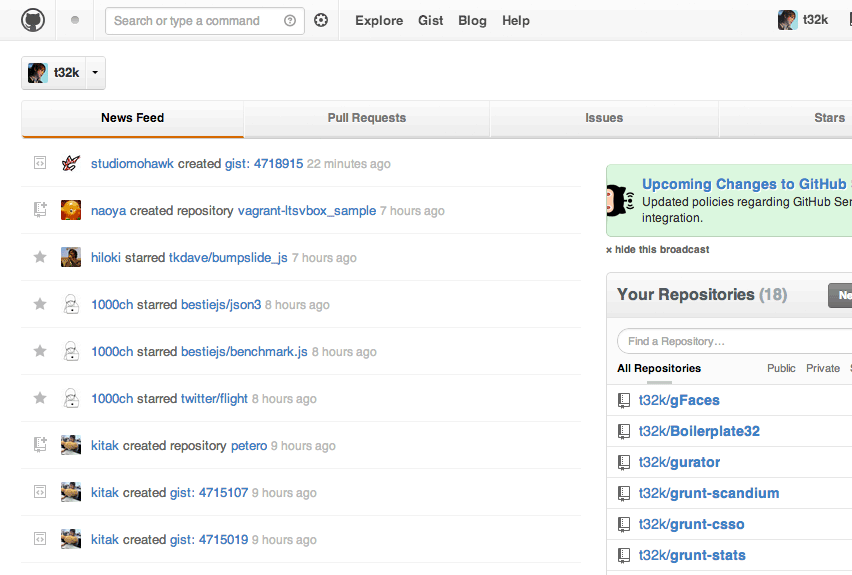 Search or type a command
Explore Gist Blog Help
t32k
t32k
News Feed Pull Requests Issues Stars
studiomohawk created gist: 4718915 22 minutes ago
naoya created repository vagrant-ltsvbox_sample 7 hours ago
hiloki starred tkdave/bumpslide_js 7 hours ago
1000ch starred bestiejs/json3 8 hours ago
1000ch starred bestiejs/benchmark.js 8 hours ago
1000ch starred twitter/flight 8 hours ago
kitak created repository petero 9 hours ago
kitak created gist: 4715107 9 hours ago
kitak created gist: 4715019 9 hours ago
Upcoming Changes to GitHub
Updated policies regarding GitHub Ser
integration.
× hide this broadcast
Your Repositories (18)
Ne
Find a Repository…
All Repositories Public Private
t32k/gFaces
t32k/Boilerplate32
t32k/gurator
t32k/grunt-scandium
t32k/grunt-csso
t32k/grunt-stats